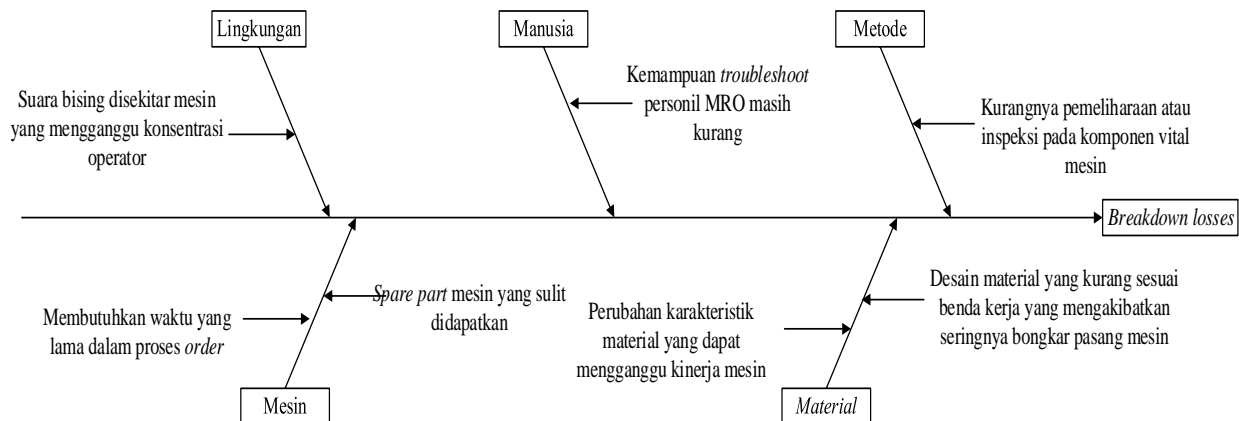 Lingkungan
Manusia
Metode
Suara bising disekitar mesin
yang mengganggu konsentrasi
operator
Kemampuan troubleshoot
personil MRO masih
kurang
Kurangnya pemeliharaan atau
inspeksi pada komponen vital
mesin
Breakdown losses
Membutuhkan waktu yang
lama dalam proses order
Spare part mesin yang sulit
didapatkan
Perubahan karakteristik
material yang dapat
mengganggu kinerja mesin
Desain material yang kurang sesuai
benda kerja yang mengakibatkan
seringnya bongkar pasang mesin
Mesin
Material